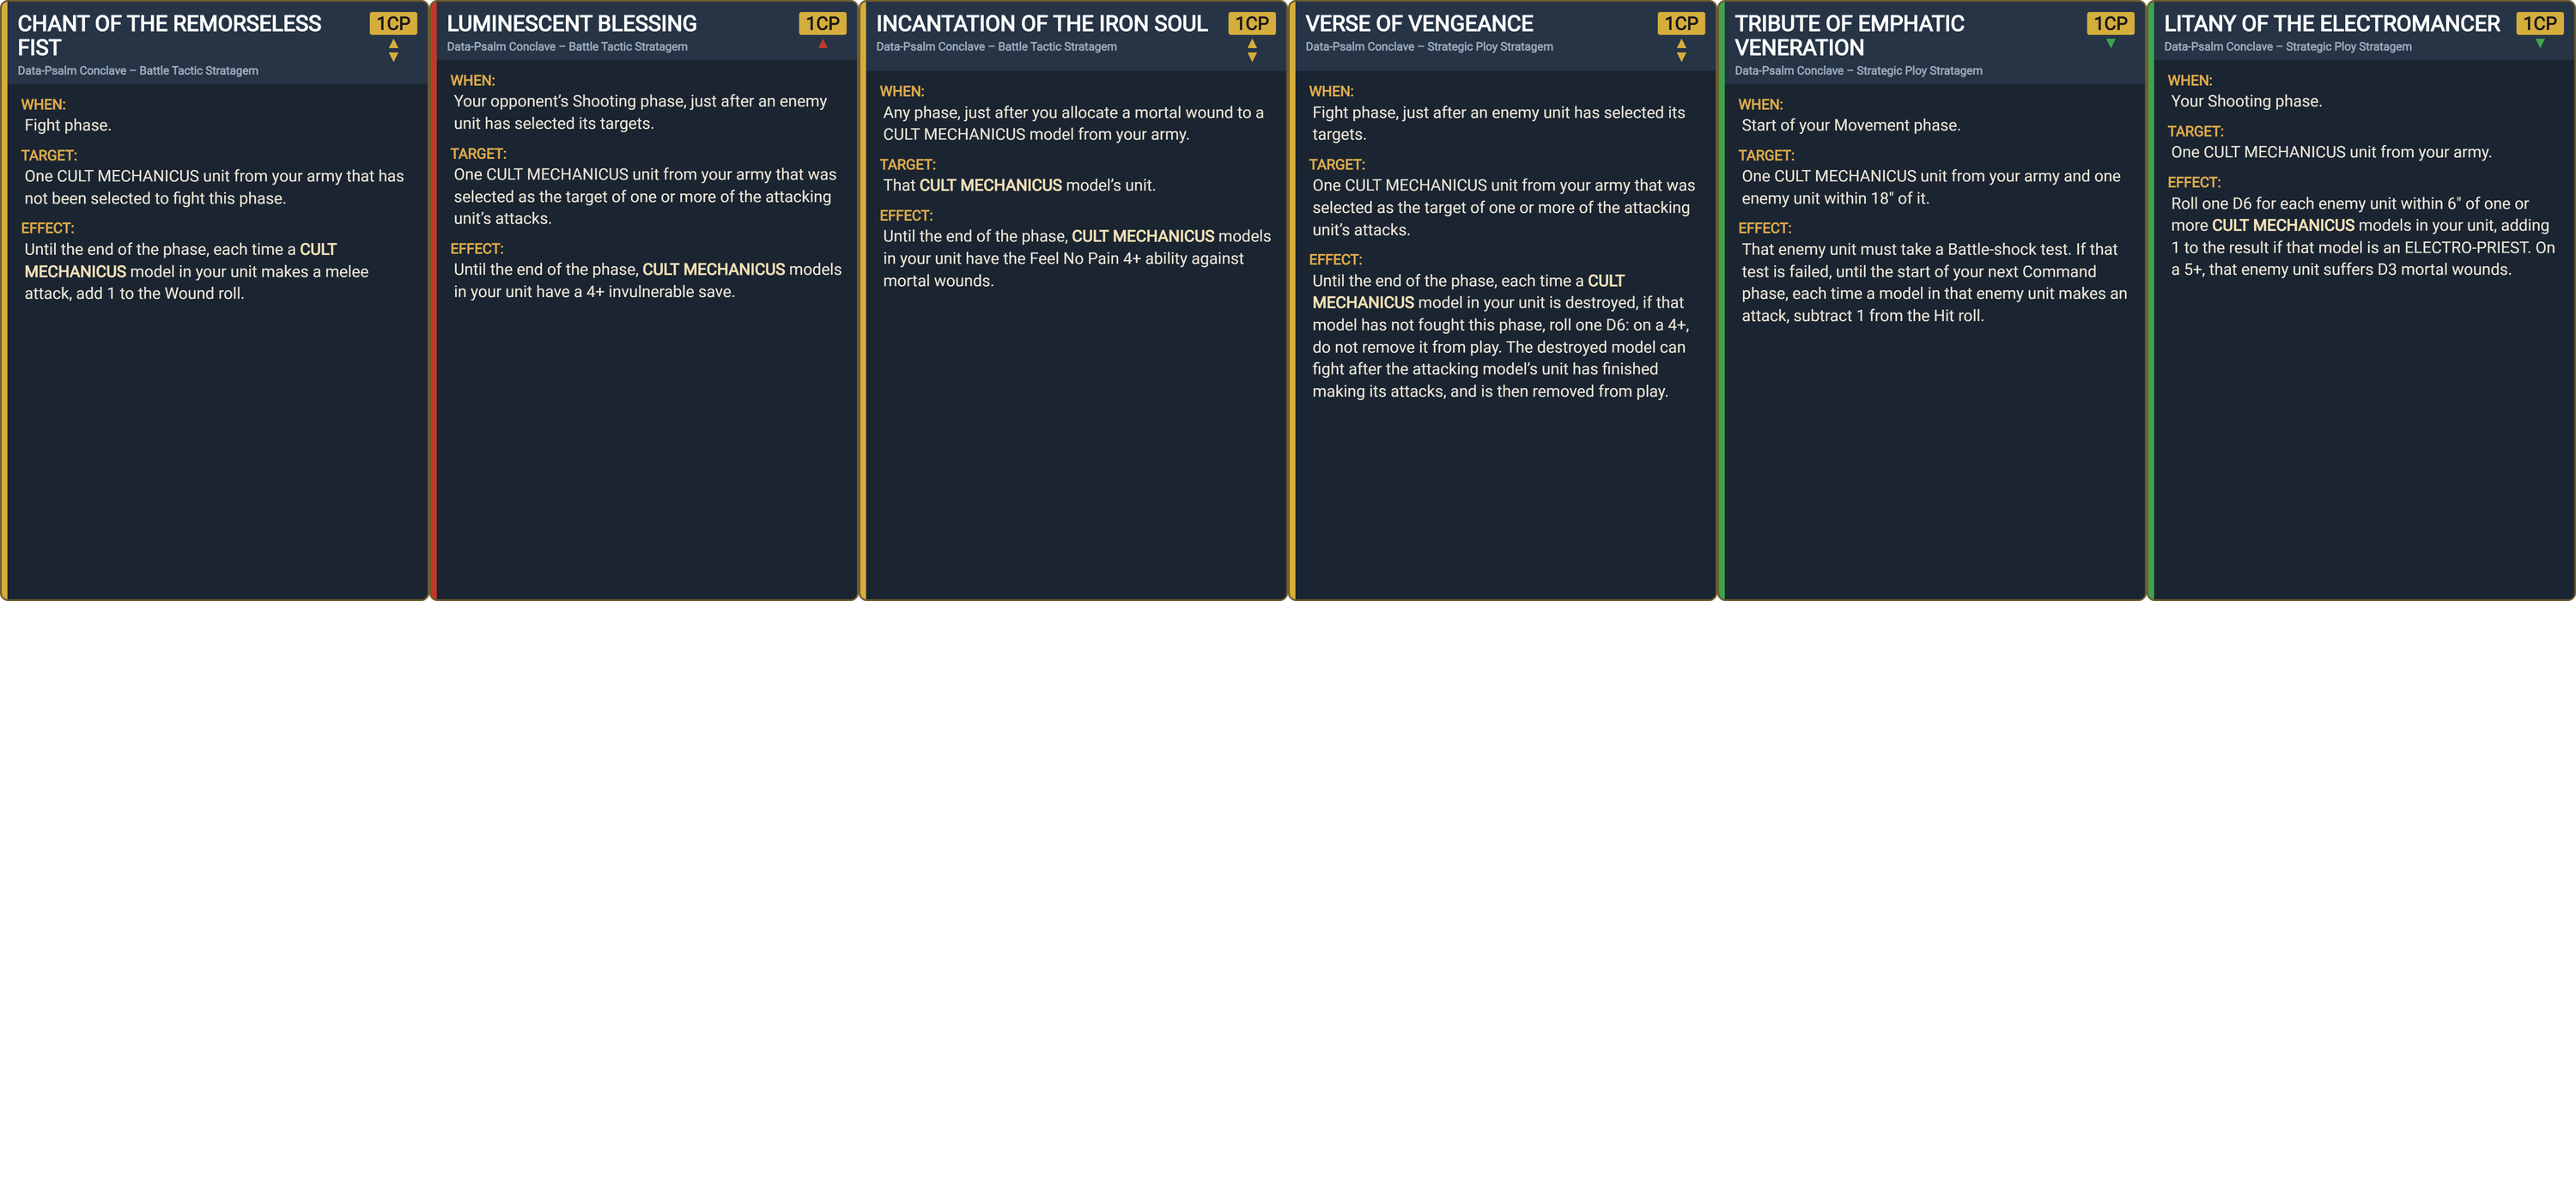 CHANT OF THE REMORSELESS
FIST
1CP
Data-Psalm Conclave – Battle Tactic Stratagem
WHEN:
Fight phase.
TARGET:
One CULT MECHANICUS unit from your army that has
not been selected to fight this phase.
EFFECT:
Until the end of the phase, each time a CULT
MECHANICUS model in your unit makes a melee
attack, add 1 to the Wound roll.
LUMINESCENT BLESSING
1CP
Data-Psalm Conclave – Battle Tactic Stratagem
WHEN:
Your opponent’s Shooting phase, just after an enemy
unit has selected its targets.
TARGET:
One CULT MECHANICUS unit from your army that was
selected as the target of one or more of the attacking
unit’s attacks.
EFFECT:
Until the end of the phase, CULT MECHANICUS models
in your unit have a 4+ invulnerable save.
INCANTATION OF THE IRON SOUL
1CP
Data-Psalm Conclave – Battle Tactic Stratagem
WHEN:
Any phase, just after you allocate a mortal wound to a
CULT MECHANICUS model from your army.
TARGET:
That CULT MECHANICUS model’s unit.
EFFECT:
Until the end of the phase, CULT MECHANICUS models
in your unit have the Feel No Pain 4+ ability against
mortal wounds.
VERSE OF VENGEANCE
1CP
Data-Psalm Conclave – Strategic Ploy Stratagem
WHEN:
Fight phase, just after an enemy unit has selected its
targets.
TARGET:
One CULT MECHANICUS unit from your army that was
selected as the target of one or more of the attacking
unit’s attacks.
EFFECT:
Until the end of the phase, each time a CULT
MECHANICUS model in your unit is destroyed, if that
model has not fought this phase, roll one D6: on a 4+,
do not remove it from play. The destroyed model can
fight after the attacking model’s unit has finished
making its attacks, and is then removed from play.
TRIBUTE OF EMPHATIC
VENERATION
1CP
Data-Psalm Conclave – Strategic Ploy Stratagem
WHEN:
Start of your Movement phase.
TARGET:
One CULT MECHANICUS unit from your army and one
enemy unit within 18" of it.
EFFECT:
That enemy unit must take a Battle-shock test. If that
test is failed, until the start of your next Command
phase, each time a model in that enemy unit makes an
attack, subtract 1 from the Hit roll.
LITANY OF THE ELECTROMANCER
1CP
Data-Psalm Conclave – Strategic Ploy Stratagem
WHEN:
Your Shooting phase.
TARGET:
One CULT MECHANICUS unit from your army.
EFFECT:
Roll one D6 for each enemy unit within 6" of one or
more CULT MECHANICUS models in your unit, adding
1 to the result if that model is an ELECTRO-PRIEST. On
a 5+, that enemy unit suffers D3 mortal wounds.